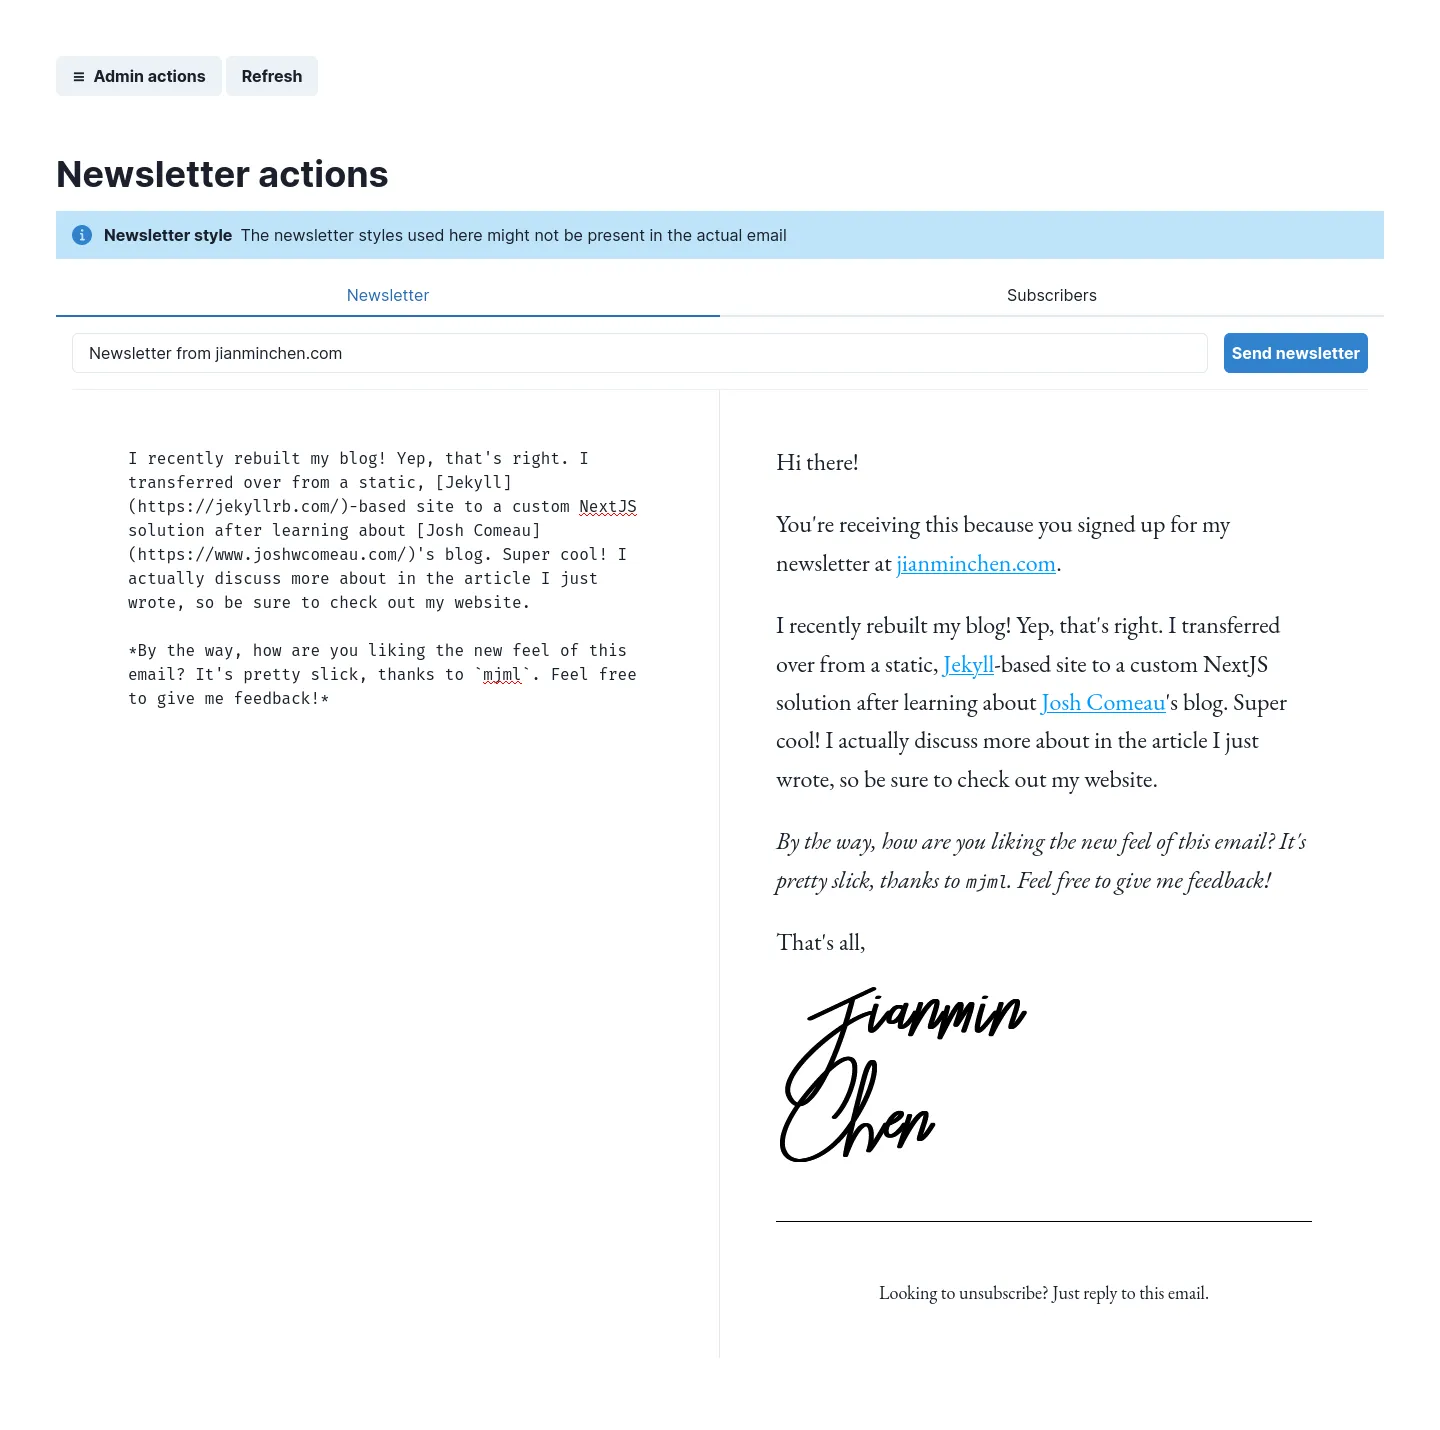 Admin actions Refresh
Newsletter actions
Newsletter style The newsletter styles used here might not be present in the actual email
Newsletter Subscribers
Newsletter from jianminchen.com Send newsletter
I recently rebuilt my blog! Yep, that's right. I
transferred over from a static, [Jekyll]
(https://jekyllrb.com/)-based site to a custom NextJS
solution after learning about [Josh Comeau]
(https://www.joshwcomeau.com/)'s blog. Super cool! I
actually discuss more about in the article I just
wrote, so be sure to check out my website.
*By the way, how are you liking the new feel of this
email? It's pretty slick, thanks to `mjml`. Feel free
to give me feedback!*
Hi there!
You're receiving this because you signed up for my
newsletter at jianminchen.com.
I recently rebuilt my blog! Yep, that's right. I transferred
over from a static, Jekyll-based site to a custom NextJS
solution after learning about Josh Comeau's blog. Super
cool! I actually discuss more about in the article I just
wrote, so be sure to check out my website.
By the way, how are you liking the new feel of this email? It's
pretty slick, thanks to mjml. Feel free to give me feedback!
That's all,
Jianmin
Chen
Looking to unsubscribe? Just reply to this email.